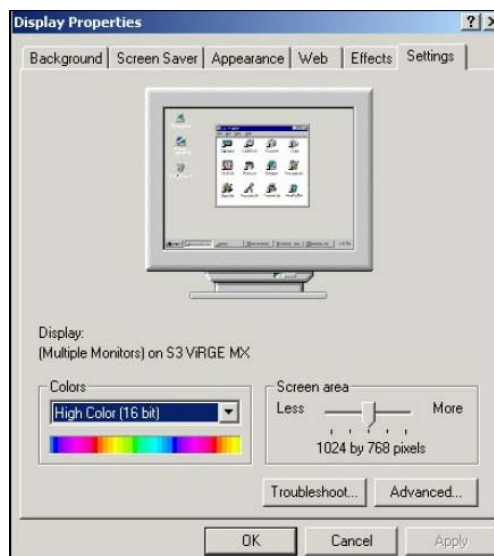 Display Properties
Background Screen Saver Appearance Web Effects Settings
Display:
(Multiple Monitors) on S3 ViRGE MX
Colors
High Color (16 bit)
Screen area
Less More
1024 by 768 pixels
Troubleshoot... Advanced...
OK Cancel Apply